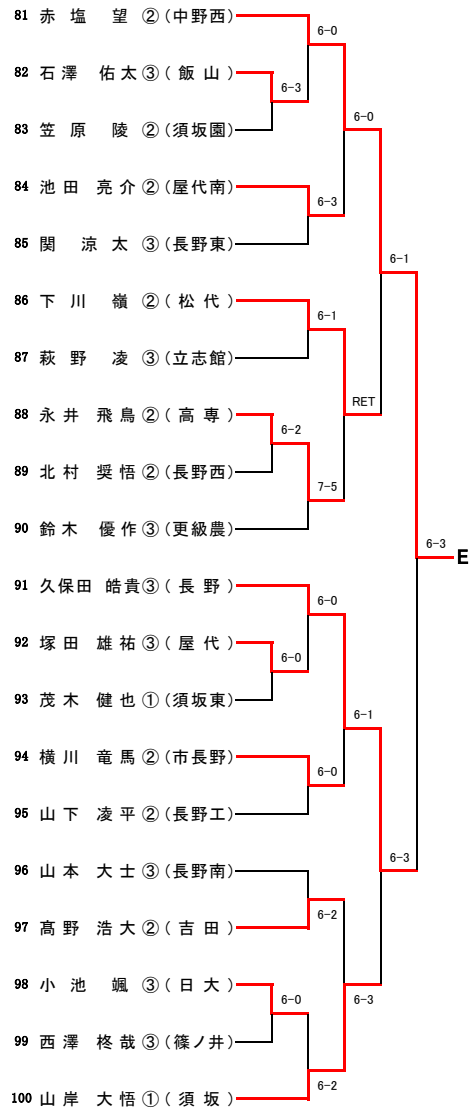 81 赤塩 望 ② (中野西)
6-0
82 石澤 佑太 ③ (飯山)
6-3
6-0
83 笠原 陵 ② (須坂園)
84 池田 亮介 ② (屋代南)
6-3
85 関 涼太 ③ (長野東)
6-1
86 下川 嶺 ② (松代)
6-1
87 萩野 凌 ③ (立志館)
RET
88 永井 飛鳥 ② (高専)
6-2
89 北村 奨悟 ② (長野西)
7-5
90 鈴木 優作 ③ (更級農)
6-3
E
91 久保田 皓貴 ③ (長野)
6-0
92 塚田 雄祐 ③ (屋代)
6-0
93 茂木 健也 ① (須坂東)
6-1
94 横川 竜馬 ② (市長野)
6-0
95 山下 凌平 ② (長野工)
6-3
96 山本 大士 ③ (長野南)
6-2
97 髙野 浩大 ② (吉田)
98 小池 颯 ③ (日大)
6-0
6-3
99 西澤 柊哉 ③ (篠ノ井)
6-2
100 山岸 大悟 ① (須坂)